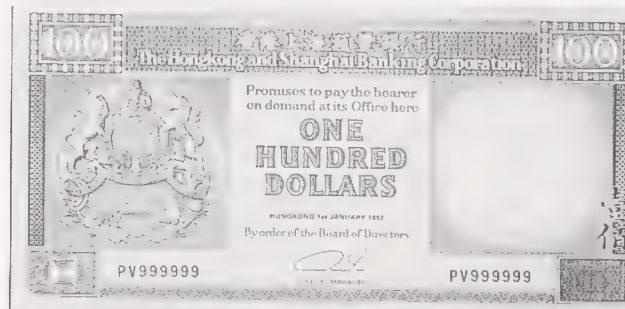 100 100
The Hongkong and Shanghai Banking Corporation
Promises to pay the bearer
on demand at its Office here
ONE
HUNDRED
DOLLARS
HONGKONG 1st JANUARY 1992
By order of the Board of Directors
PV999999 PV999999